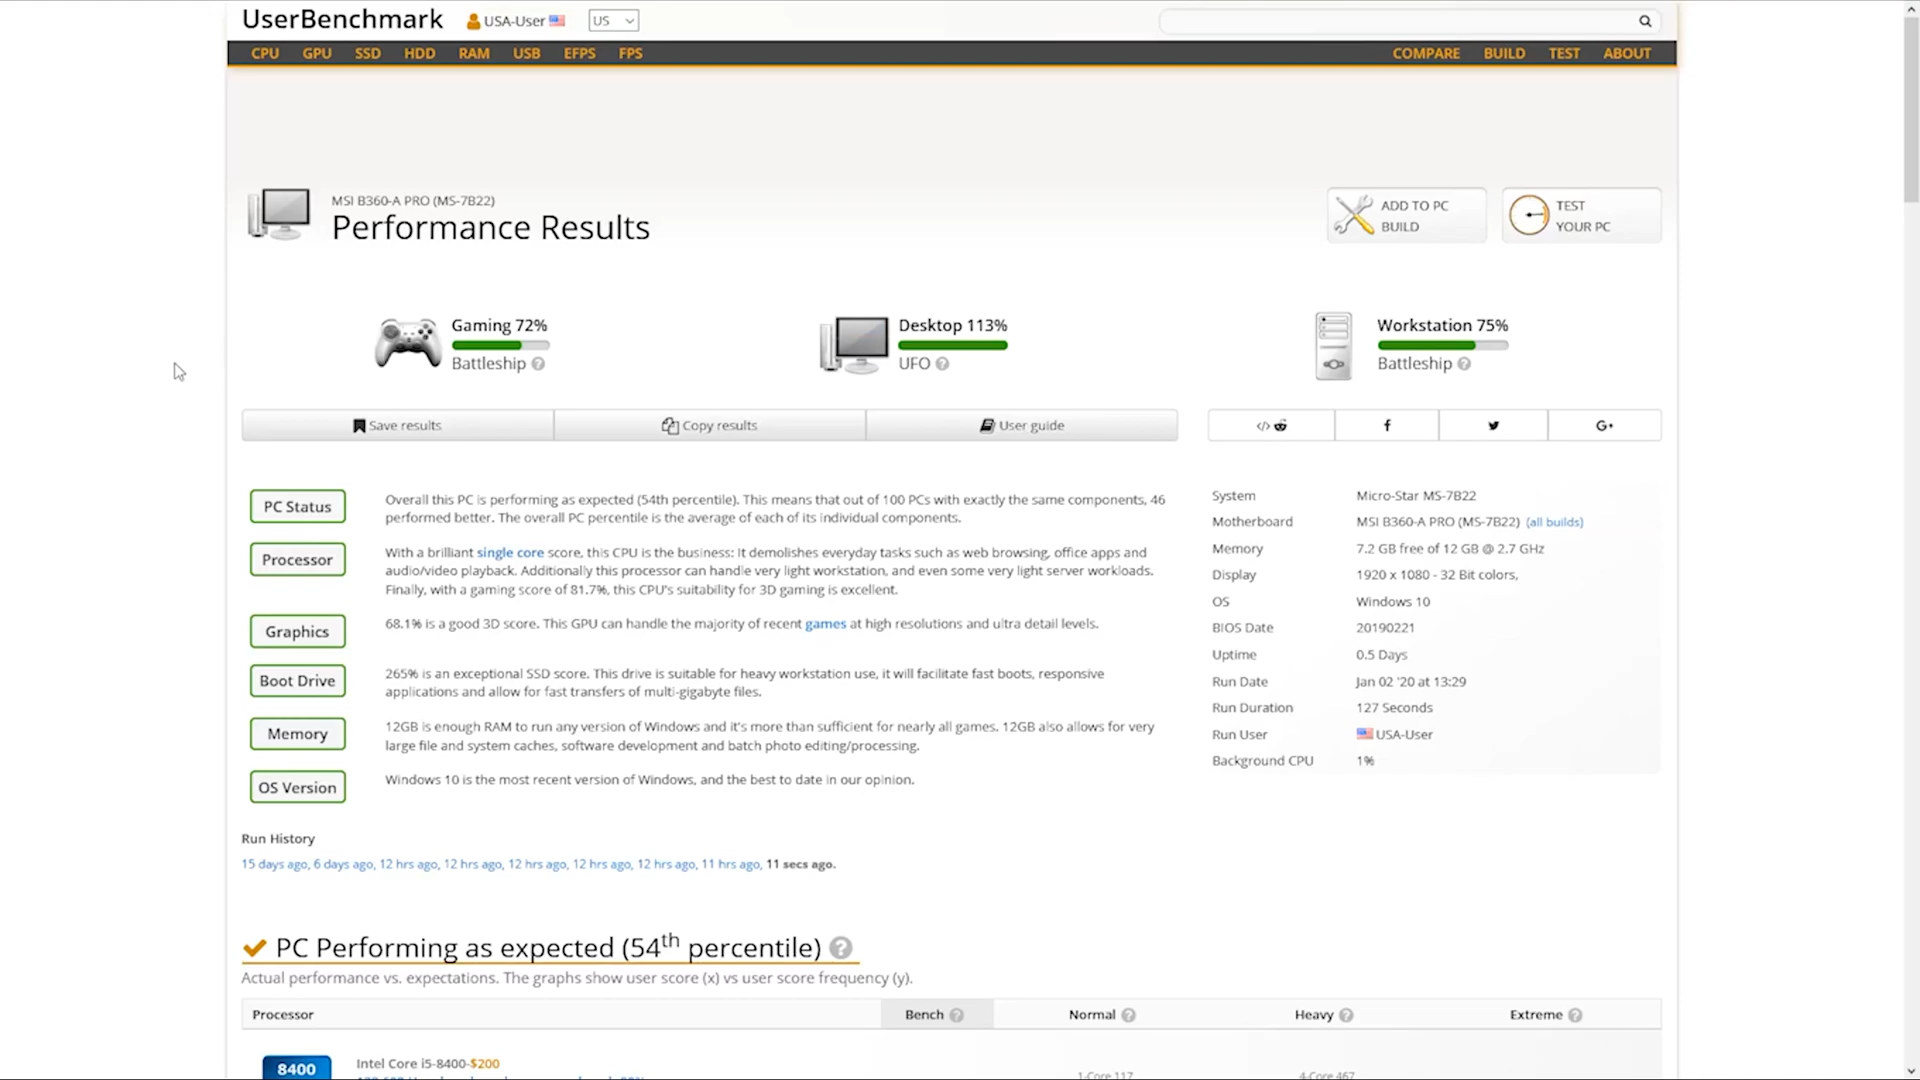 UserBenchmark USA-User US
CPU GPU SSD HDD RAM USB EFPS FPS COMPARE BUILD TEST ABOUT
MSI B360-A PRO (MS-7B22)
Performance Results
ADD TO PC
BUILD
TEST
YOUR PC
Gaming 72%
Battleship ?
Desktop 113%
UFO ?
Workstation 75%
Battleship ?
Save results Copy results User guide </> f G+
PC Status
Overall this PC is performing as expected (54th percentile). This means that out of 100 PCs with exactly the same components, 46
performed better. The overall PC percentile is the average of each of its individual components.
Processor
With a brilliant single core score, this CPU is the business: It demolishes everyday tasks such as web browsing, office apps and
audio/video playback. Additionally this processor can handle very light workstation, and even some very light server workloads.
Finally, with a gaming score of 81.7%, this CPU's suitability for 3D gaming is excellent.
Graphics
68.1% is a good 3D score. This GPU can handle the majority of recent games at high resolutions and ultra detail levels.
Boot Drive
265% is an exceptional SSD score. This drive is suitable for heavy workstation use, it will facilitate fast boots, responsive
applications and allow for fast transfers of multi-gigabyte files.
Memory
12GB is enough RAM to run any version of Windows and it's more than sufficient for nearly all games. 12GB also allows for very
large file and system caches, software development and batch photo editing/processing.
OS Version
Windows 10 is the most recent version of Windows, and the best to date in our opinion.
System Micro-Star MS-7B22
Motherboard MSI B360-A PRO (MS-7B22) (all builds)
Memory 7.2 GB free of 12 GB @ 2.7 GHz
Display 1920 x 1080 - 32 Bit colors,
OS Windows 10
BIOS Date 20190221
Uptime 0.5 Days
Run Date Jan 02 '20 at 13:29
Run Duration 127 Seconds
Run User USA-User
Background CPU 1%
Run History
15 days ago, 6 days ago, 12 hrs ago, 12 hrs ago, 12 hrs ago, 12 hrs ago, 12 hrs ago, 11 hrs ago, 11 secs ago.
PC Performing as expected (54th percentile) ?
Actual performance vs. expectations. The graphs show user score (x) vs user score frequency (y).
Processor Bench ? Normal ? Heavy ? Extreme ?
8400 Intel Core i5-8400-$200
1-Core 117 4-Core 467